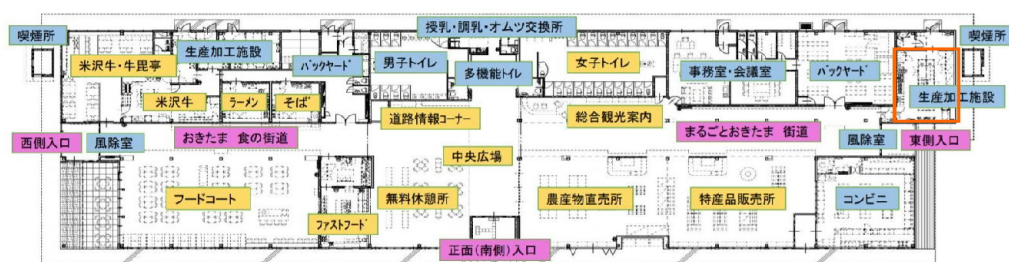 喫煙所
生産加工施設
授乳・調乳・オムツ交換所
喫煙所
米沢牛・牛毘亭
バックヤード
男子トイレ
多機能トイレ
女子トイレ
事務室・会議室
バックヤード
米沢牛
ラーメン
そば
生産加工施設
道路情報コーナー
総合観光案内
西側入口
風除室
おきたま 食の街道
まるごとおきたま 街道
風除室
東側入口
中央広場
フードコート
無料休憩所
農産物直売所
特産品販売所
コンビニ
ファストフード
正面(南側)入口